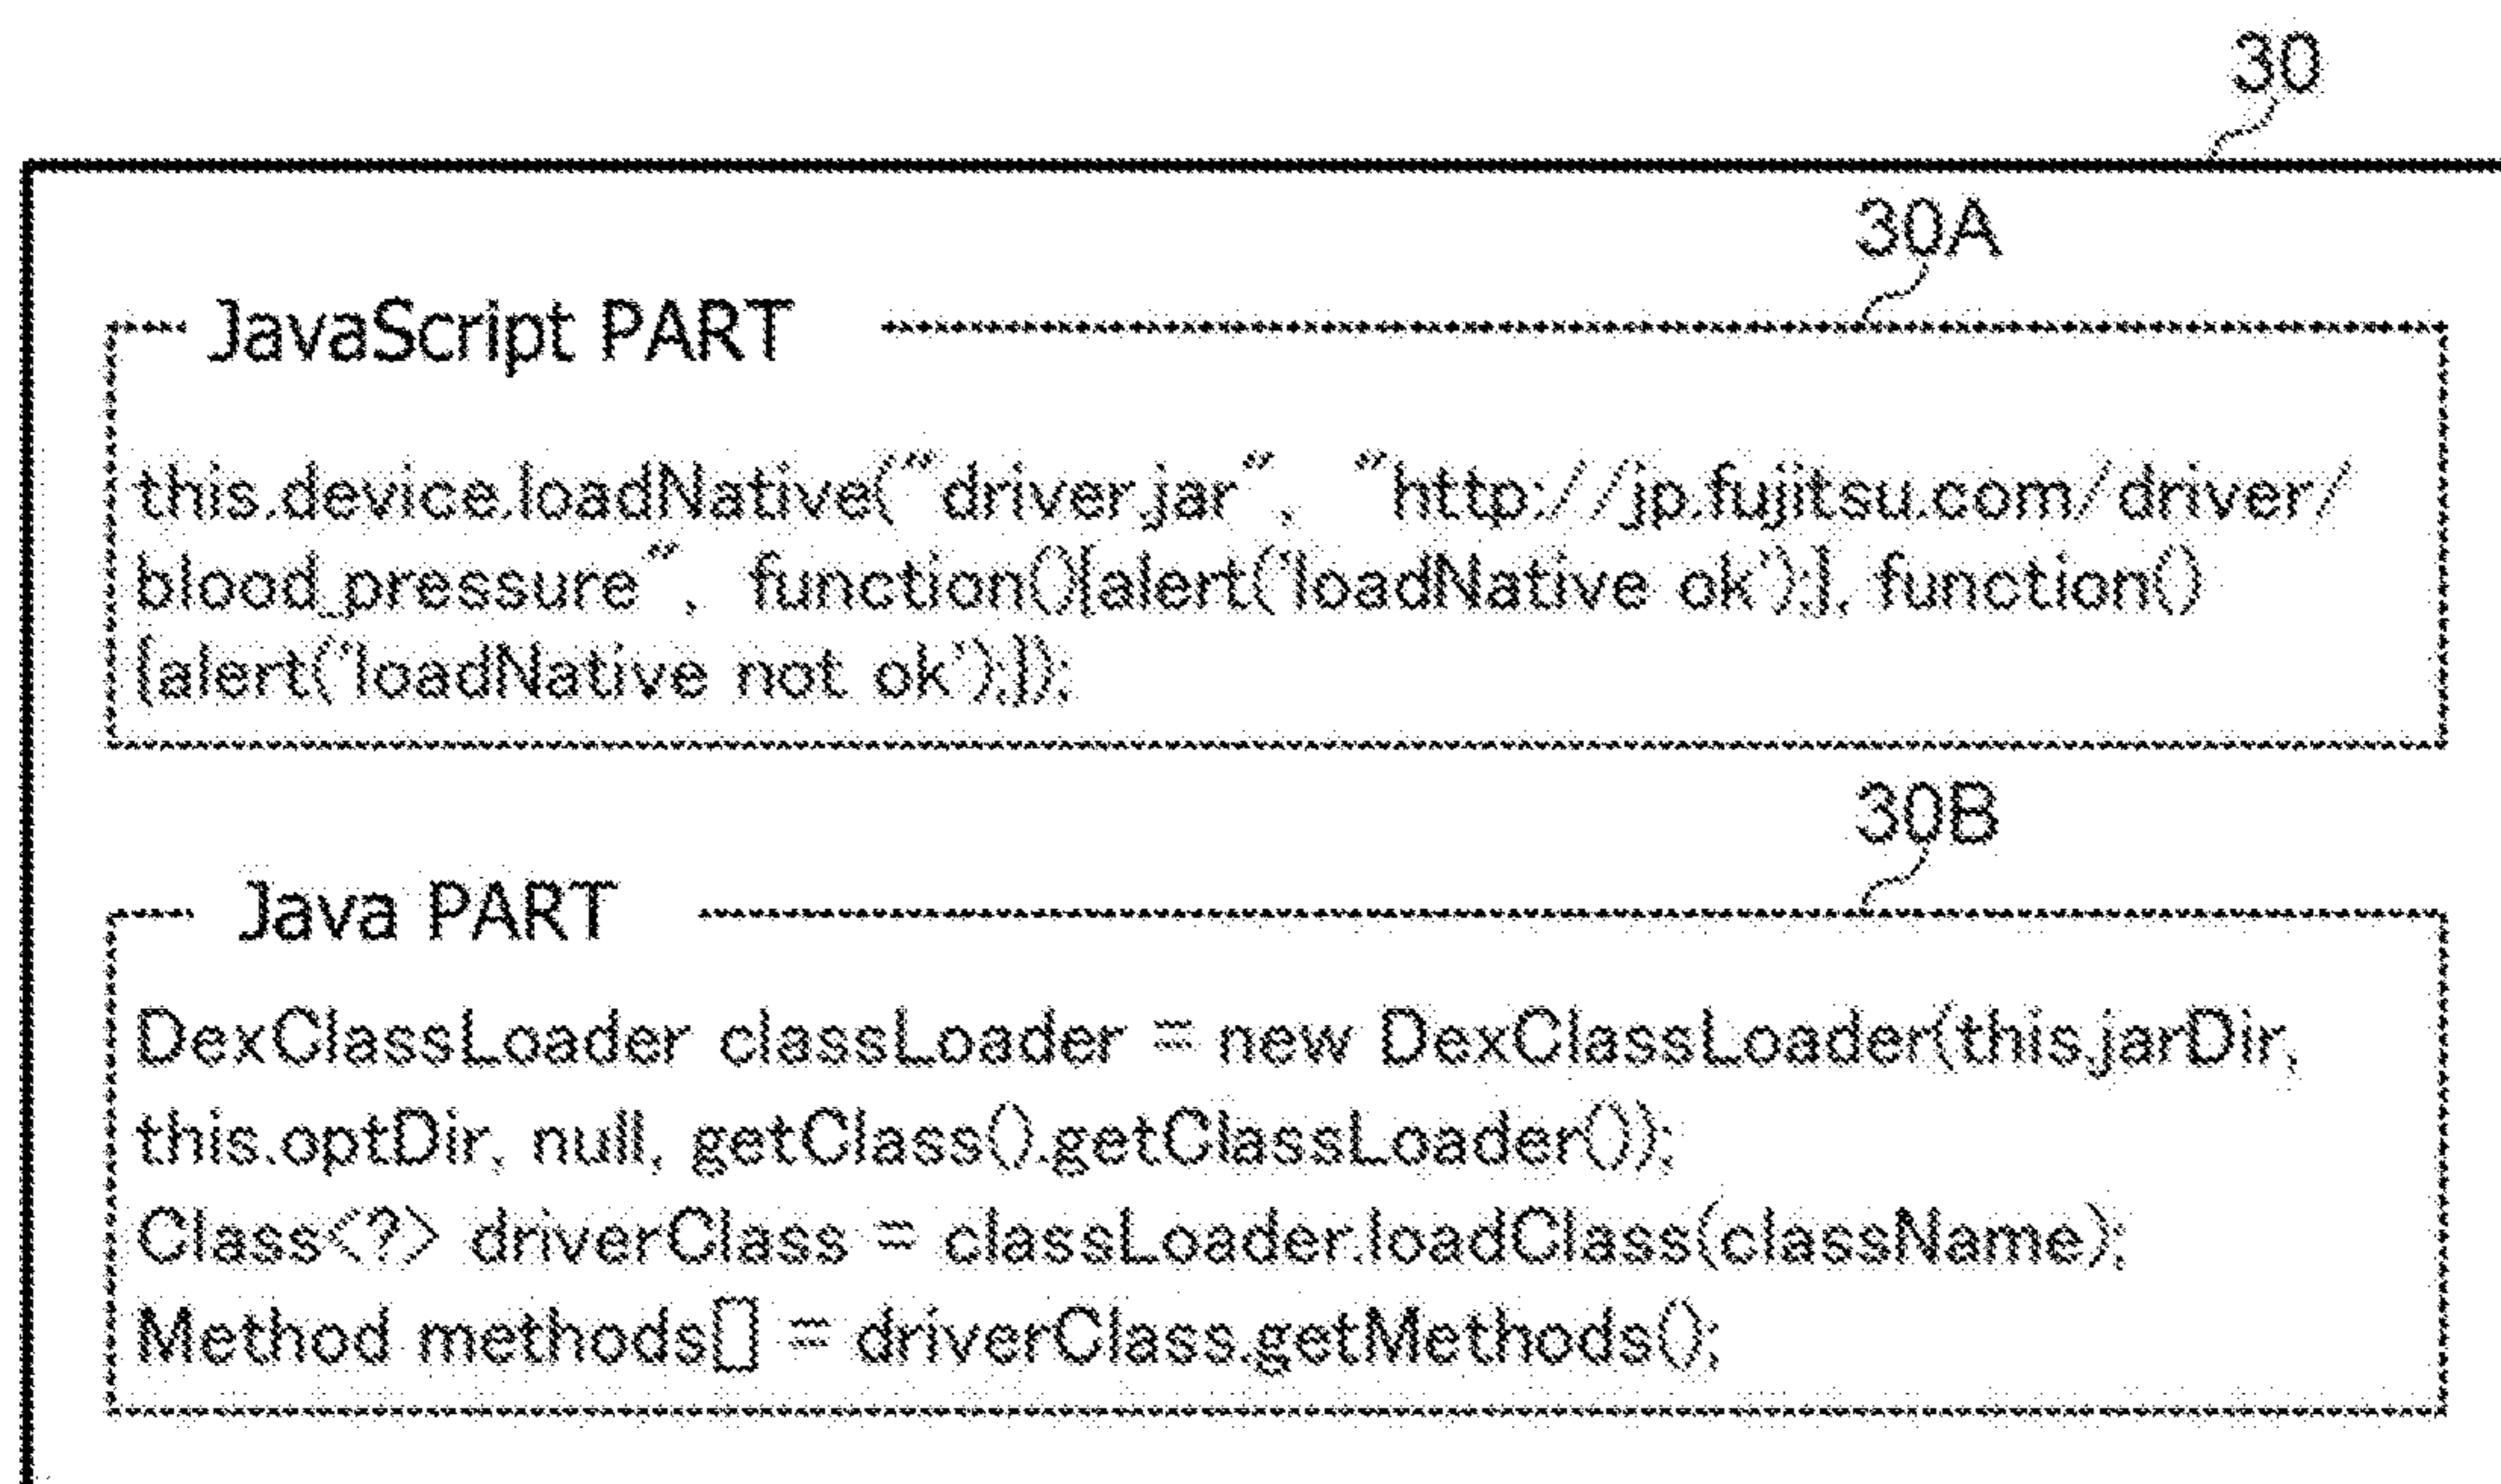 30
30A
JavaScript PART
this.device.loadNative("driver.jar", "http://jp.fujitsu.com/driver/
blood_pressure", function(){alert('loadNative ok');}, function()
{alert('loadNative not ok');});
30B
Java PART
DexClassLoader classLoader = new DexClassLoader(this.jarDir,
this.optDir, null, getClass().getClassLoader());
Class<?> driverClass = classLoader.loadClass(className);
Method methods[] = driverClass.getMethods();